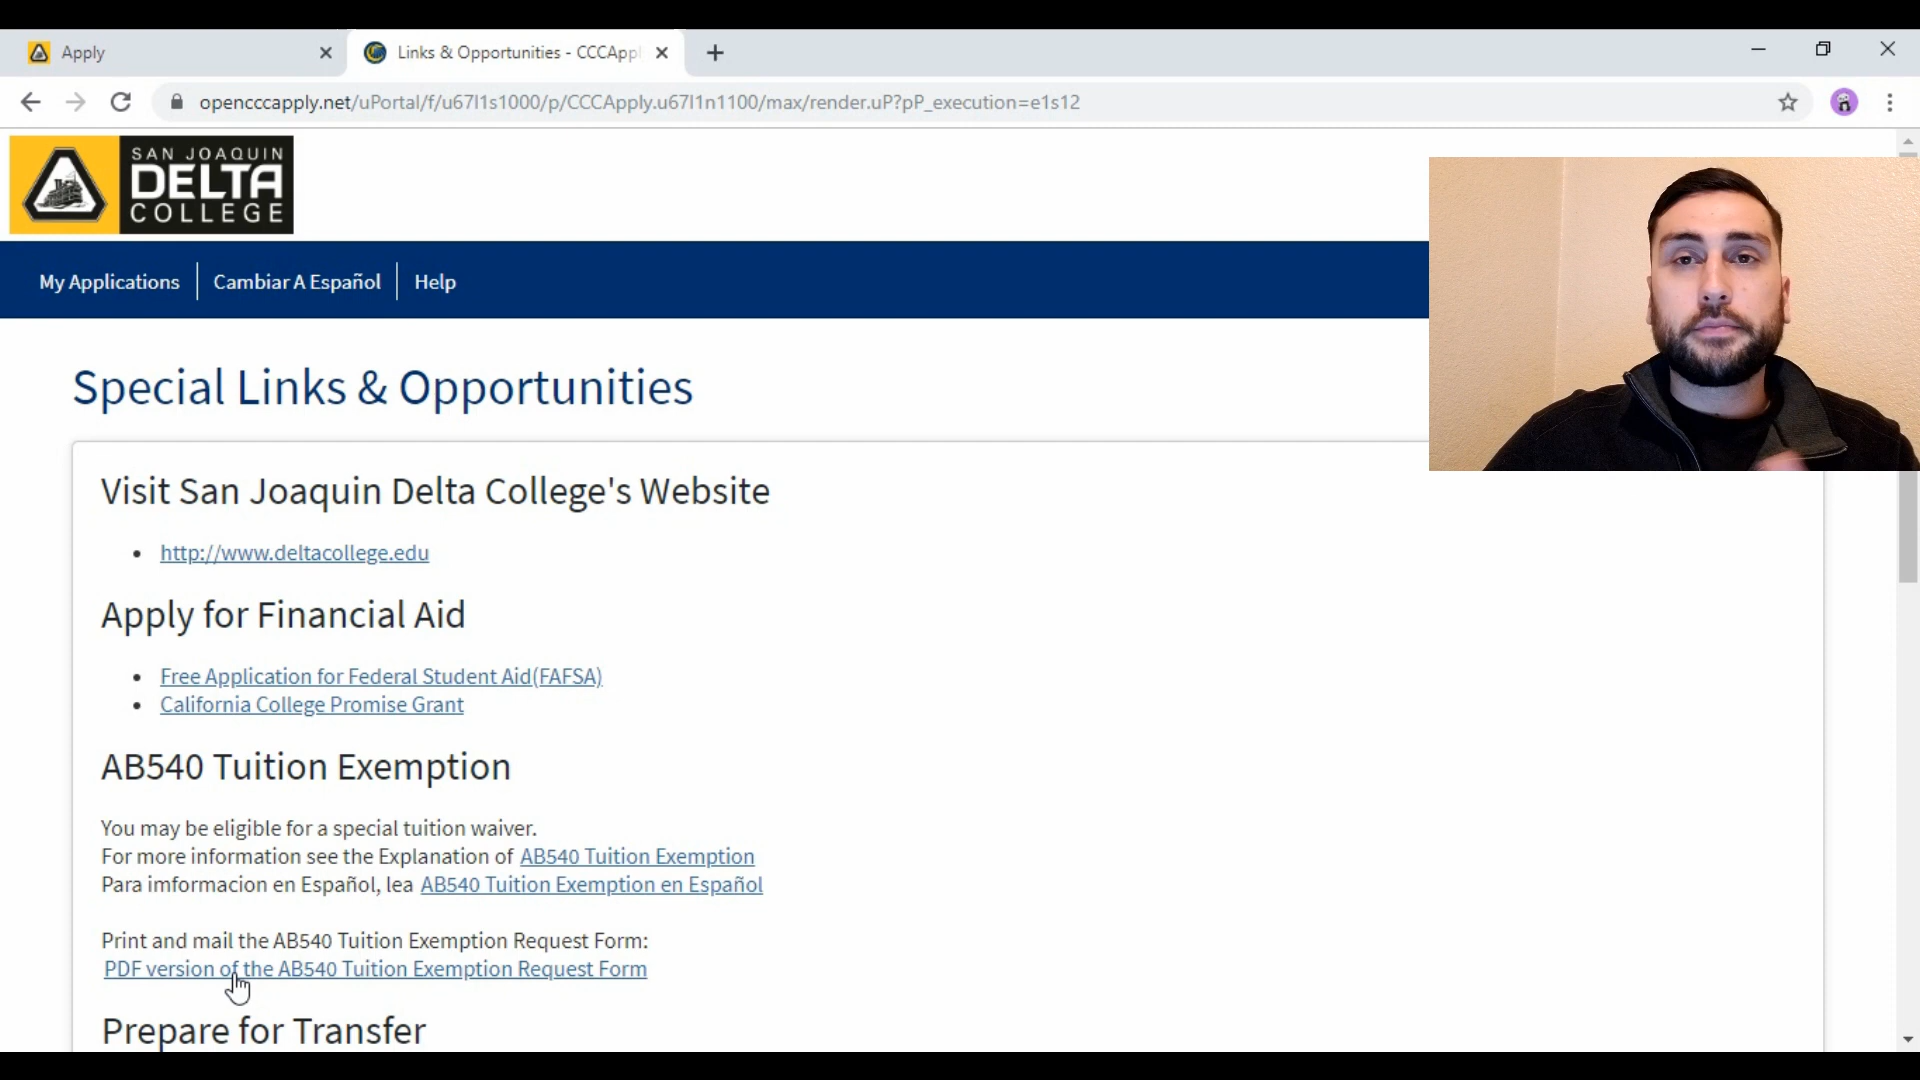 Apply
Links & Opportunities - CCCAppl
opencccapply.net/uPortal/f/u67l1s1000/p/CCCApply.u67l1n1100/max/render.uP?pP_execution=e1s12
SAN JOAQUIN
DELTA
COLLEGE
My Applications
Cambiar A Español
Help
Special Links & Opportunities
Visit San Joaquin Delta College's Website
http://www.deltacollege.edu
Apply for Financial Aid
Free Application for Federal Student Aid(FAFSA)
California College Promise Grant
AB540 Tuition Exemption
You may be eligible for a special tuition waiver.
For more information see the Explanation of AB540 Tuition Exemption
Para imformacion en Español, lea AB540 Tuition Exemption en Español
Print and mail the AB540 Tuition Exemption Request Form:
PDF version of the AB540 Tuition Exemption Request Form
Prepare for Transfer